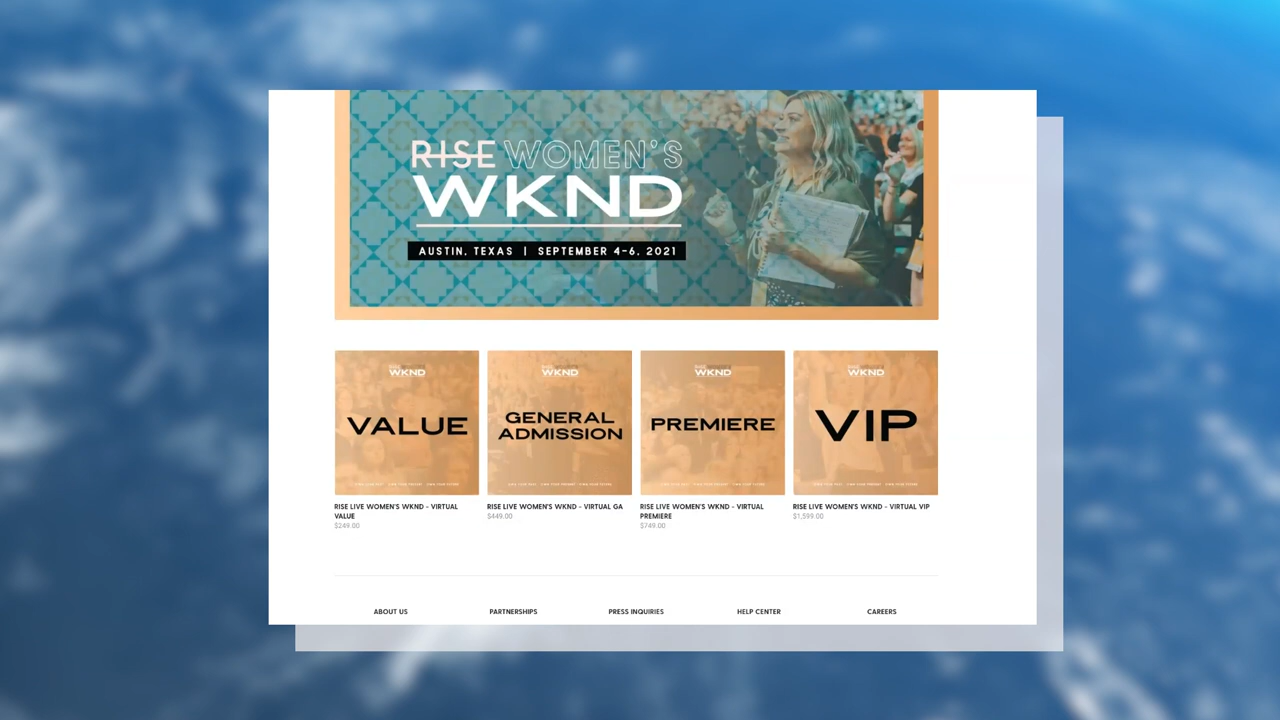 RISE WOMEN'S
WKND
AUSTIN, TEXAS | SEPTEMBER 4-6, 2021
RISE
WKND
VALUE
WKND
GENERAL
ADMISSION
WKND
PREMIERE
WKND
VIP
RISE LIVE WOMEN'S WKND - VIRTUAL
VALUE
$249.00
RISE LIVE WOMEN'S WKND - VIRTUAL GA
$449.00
RISE LIVE WOMEN'S WKND - VIRTUAL
PREMIERE
$749.00
RISE LIVE WOMEN'S WKND - VIRTUAL VIP
$1,599.00
ABOUT US
PARTNERSHIPS
PRESS INQUIRIES
HELP CENTER
CAREERS